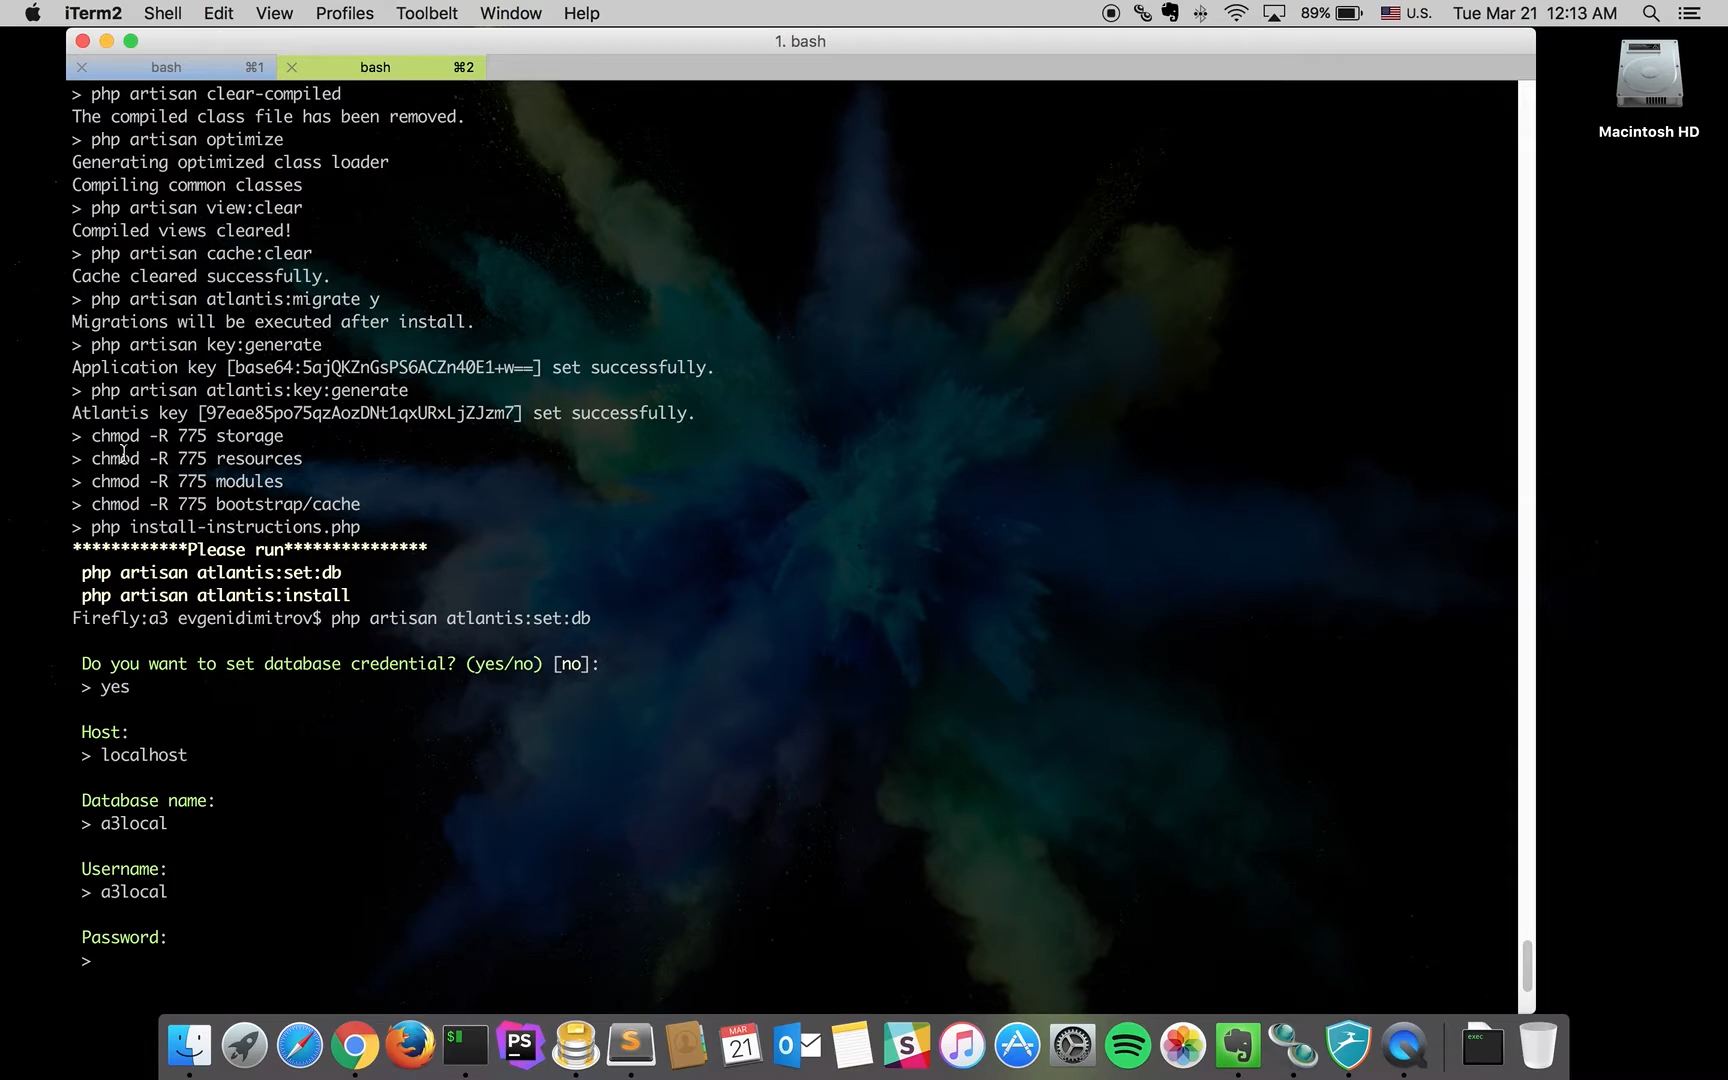 iTerm2 Shell Edit View Profiles Toolbelt Window Help 89% U.S. Tue Mar 21 12:13 AM
1. bash
bash ⌘1 bash ⌘2
> php artisan clear-compiled
The compiled class file has been removed.
> php artisan optimize
Generating optimized class loader
Compiling common classes
> php artisan view:clear
Compiled views cleared!
> php artisan cache:clear
Cache cleared successfully.
> php artisan atlantis:migrate y
Migrations will be executed after install.
> php artisan key:generate
Application key [base64:5ajQKZnGsPS6ACZn40E1+w==] set successfully.
> php artisan atlantis:key:generate
Atlantis key [97eae85po75qzAozDNt1qxURxLjZJzm7] set successfully.
> chmod -R 775 storage
> chmod -R 775 resources
> chmod -R 775 modules
> chmod -R 775 bootstrap/cache
> php install-instructions.php
************Please run***************
php artisan atlantis:set:db
php artisan atlantis:install
Firefly:a3 evgenidimitrov$ php artisan atlantis:set:db
Do you want to set database credential? (yes/no) [no]:
> yes
Host:
> localhost
Database name:
> a3local
Username:
> a3local
Password:
>
Macintosh HD
$
PS
S
MAR
21
O
S
exec